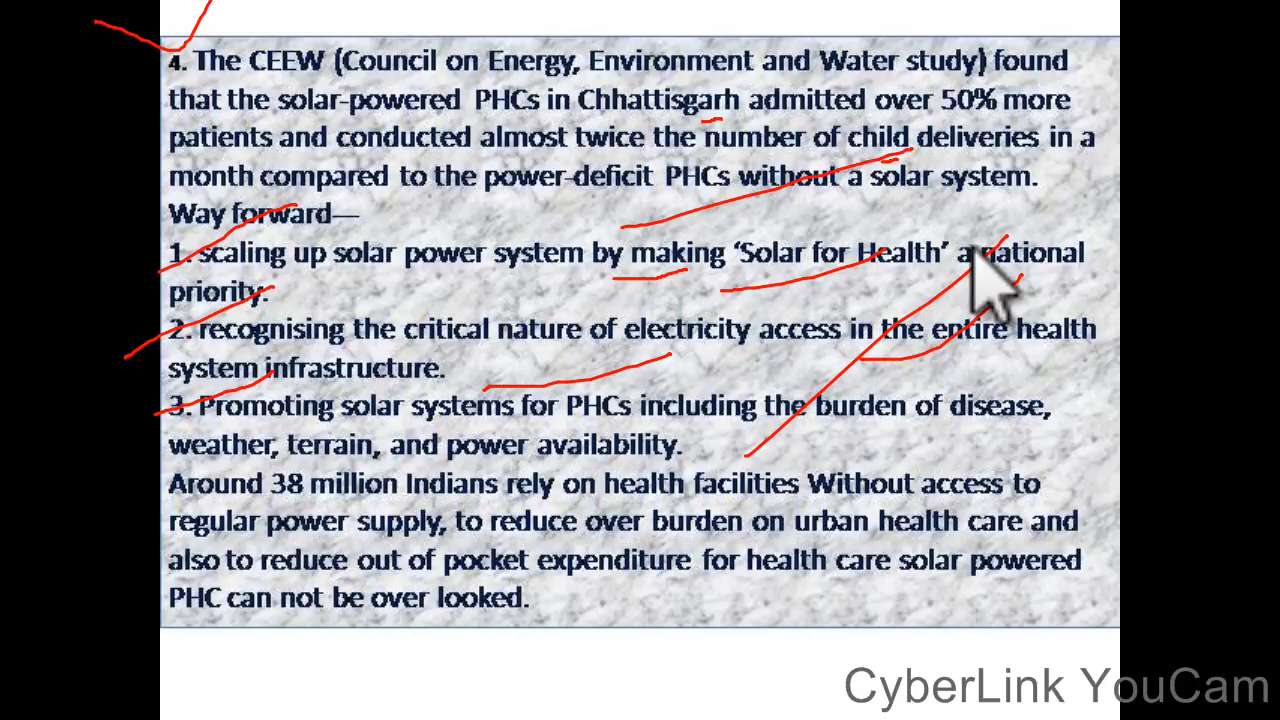 4. The CEEW (Council on Energy, Environment and Water study) found
that the solar-powered PHCs in Chhattisgarh admitted over 50% more
patients and conducted almost twice the number of child deliveries in a
month compared to the power-deficit PHCs without a solar system.
Way forward—
1. scaling up solar power system by making ‘Solar for Health’ a national
priority.
2. recognising the critical nature of electricity access in the entire health
system infrastructure.
3. Promoting solar systems for PHCs including the burden of disease,
weather, terrain, and power availability.
Around 38 million Indians rely on health facilities Without access to
regular power supply, to reduce over burden on urban health care and
also to reduce out of pocket expenditure for health care solar powered
PHC can not be over looked.
CyberLink YouCam